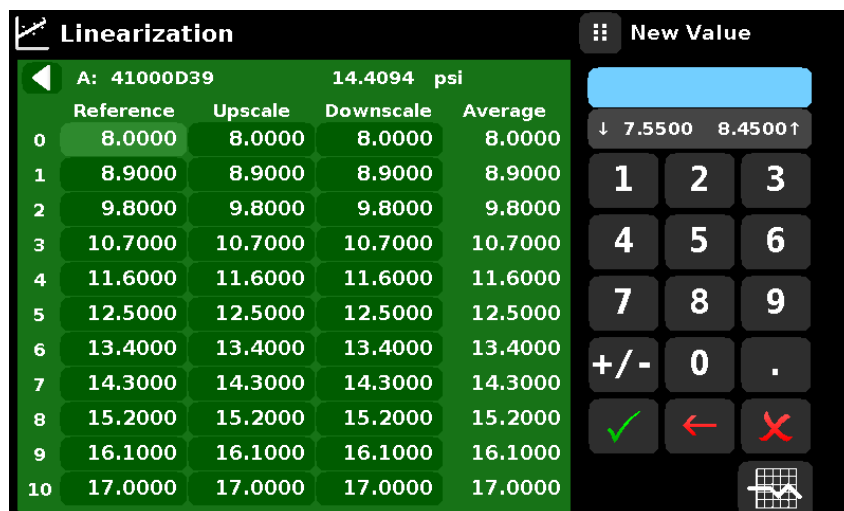 Linearization
A: 41000D39 14.4094 psi
Reference Upscale Downscale Average
0 8.0000 8.0000 8.0000 8.0000
1 8.9000 8.9000 8.9000 8.9000
2 9.8000 9.8000 9.8000 9.8000
3 10.7000 10.7000 10.7000 10.7000
4 11.6000 11.6000 11.6000 11.6000
5 12.5000 12.5000 12.5000 12.5000
6 13.4000 13.4000 13.4000 13.4000
7 14.3000 14.3000 14.3000 14.3000
8 15.2000 15.2000 15.2000 15.2000
9 16.1000 16.1000 16.1000 16.1000
10 17.0000 17.0000 17.0000 17.0000
New Value
↓ 7.5500 8.4500↑
1 2 3
4 5 6
7 8 9
+/- 0 .